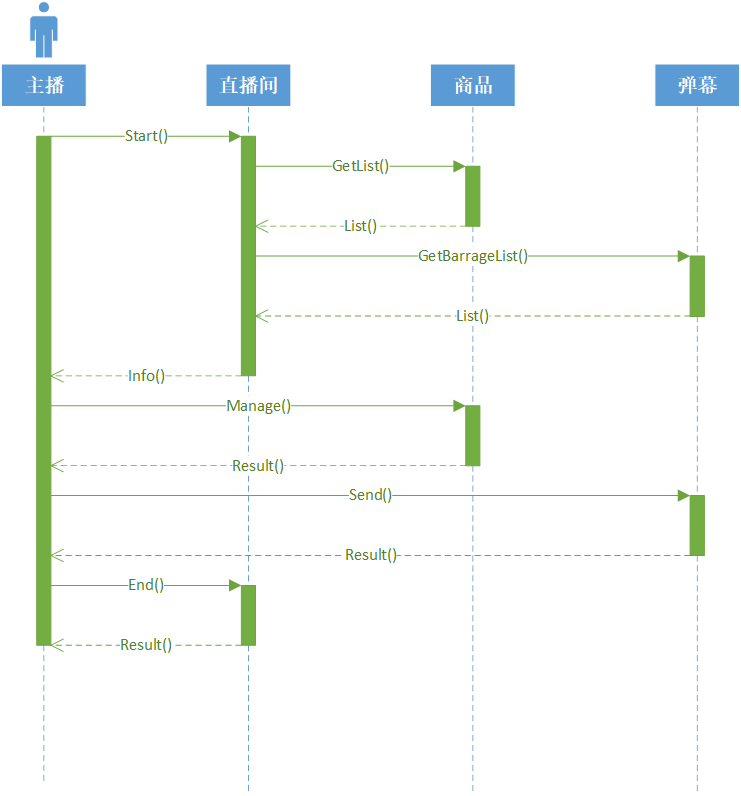 主播 直播间 商品 弹幕
Start()
GetList()
List()
GetBarrageList()
List()
Info()
Manage()
Result()
Send()
Result()
End()
Result()